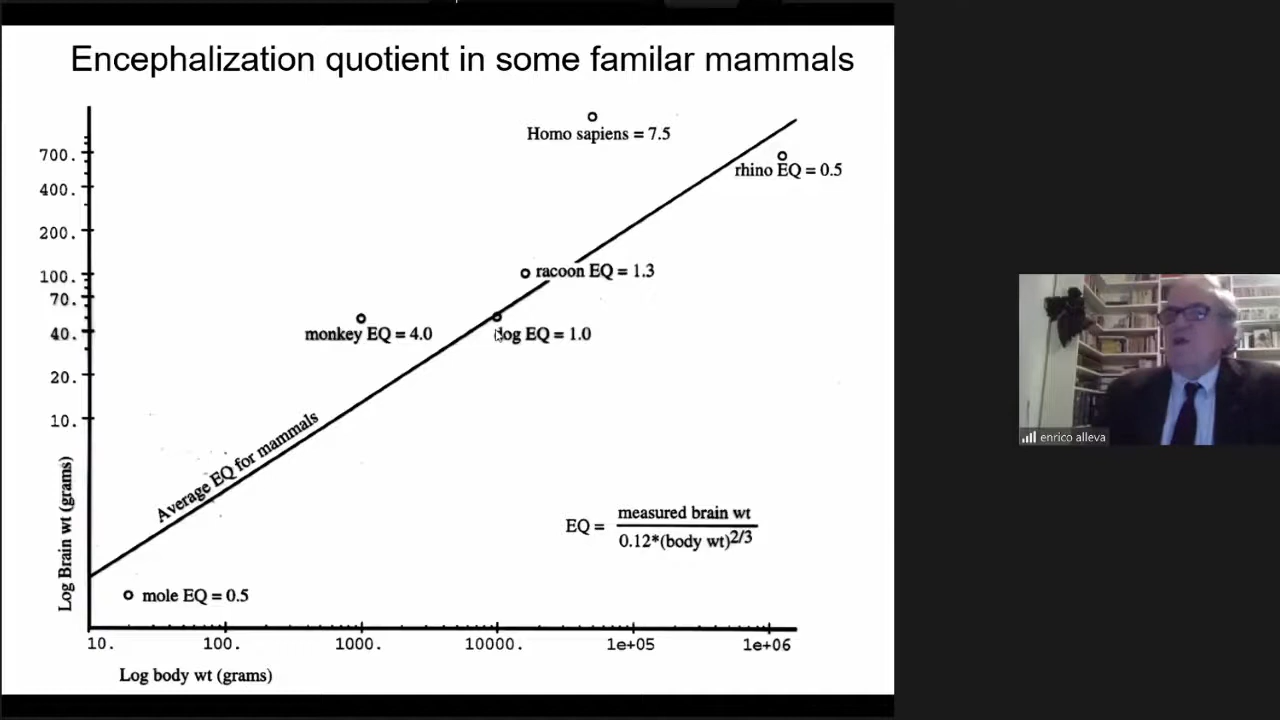 Encephalization quotient in some familar mammals
Homo sapiens = 7.5
700.
rhino EQ = 0.5
400.
200.
100.
racoon EQ = 1.3
70.
40.
monkey EQ = 4.0
dog EQ = 1.0
20.
10.
Average EQ for mammals
Log Brain wt (grams)
EQ = measured brain wt
0.12*(body wt)2/3
mole EQ = 0.5
10.
100.
1000.
10000.
1e+05
1e+06
Log body wt (grams)
enrico alleva